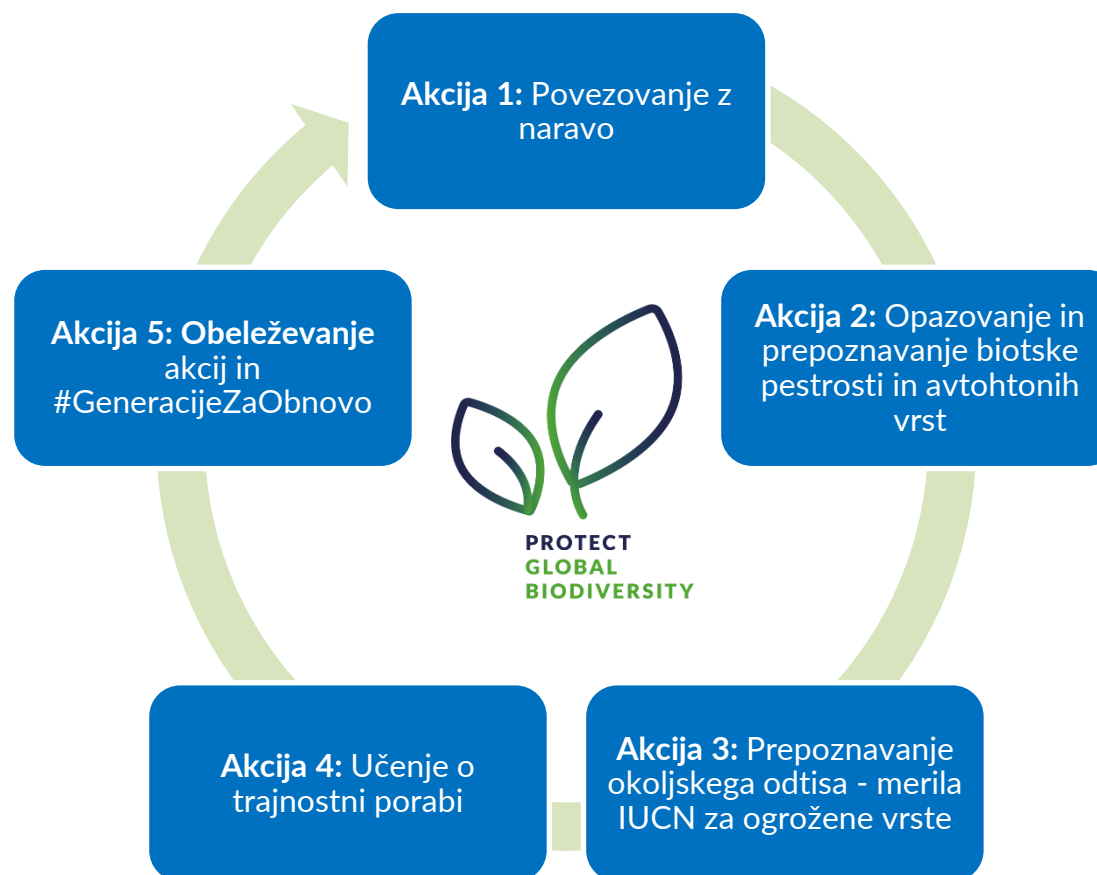 Akcija 1: Povezovanje z
naravo
Akcija 2: Opazovanje in
prepoznavanje biotske
pestrosti in avtohtonih
vrst
Akcija 3: Prepoznavanje
okoljskega odtisa - merila
IUCN za ogrožene vrste
Akcija 4: Učenje o
trajnostni porabi
Akcija 5: Obeleževanje
akcij in
#GeneracijeZaObnovo
PROTECT
GLOBAL
BIODIVERSITY